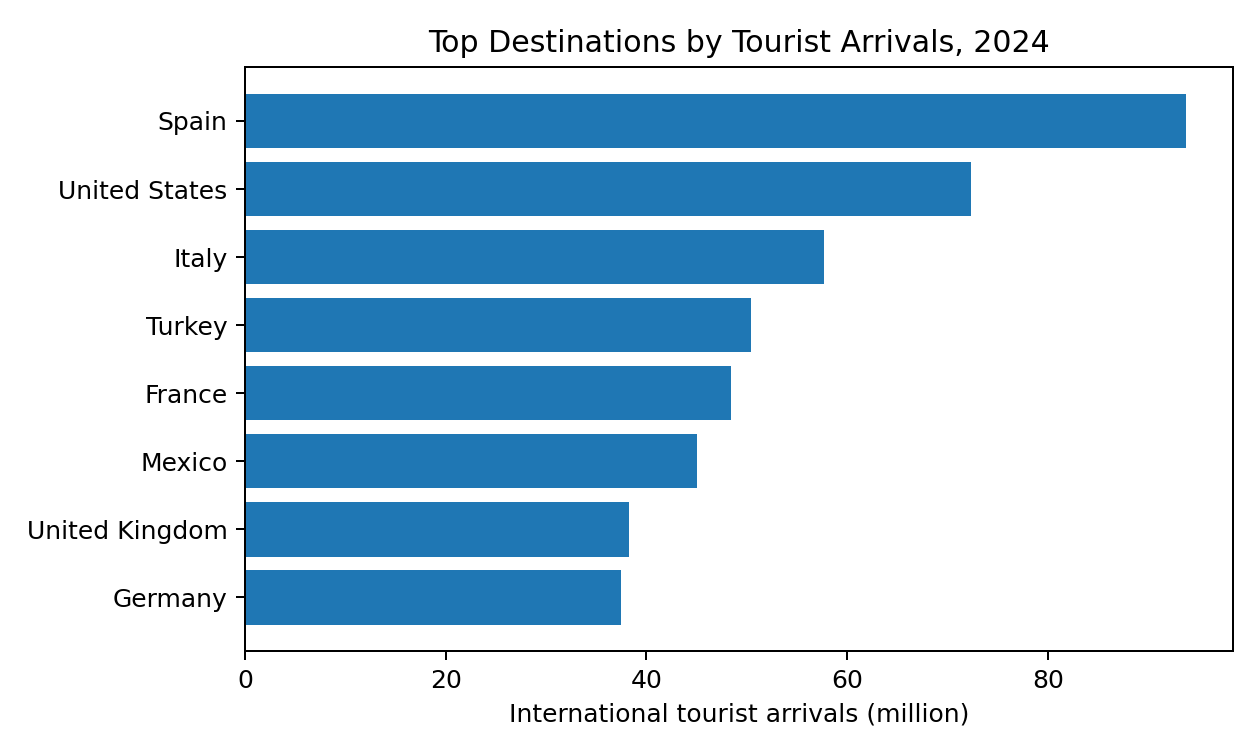 Top Destinations by Tourist Arrivals, 2024
Spain
United States
Italy
Turkey
France
Mexico
United Kingdom
Germany
0 20 40 60 80
International tourist arrivals (million)